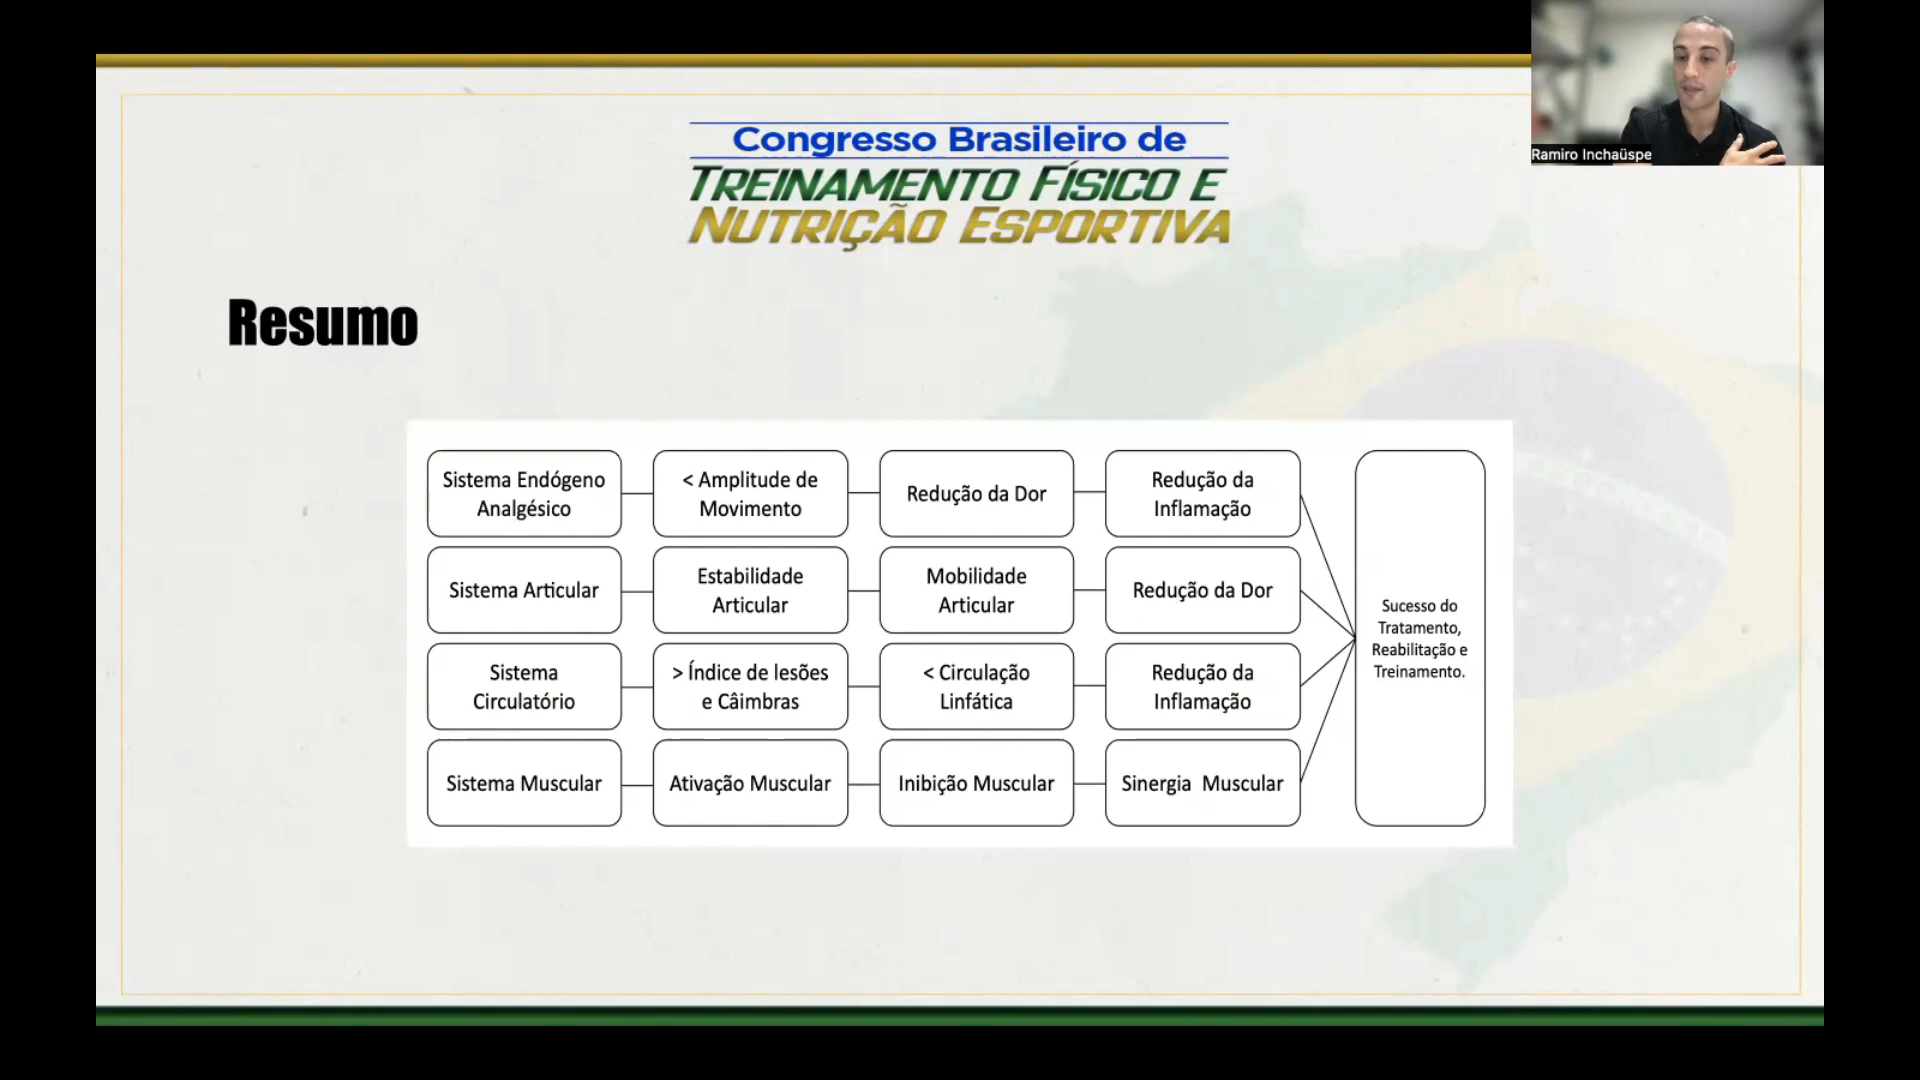 Congresso Brasileiro de
TREINAMENTO FÍSICO E
NUTRIÇÃO ESPORTIVA
Ramiro Inchaüspe
Resumo
Sistema Endógeno
Analgésico
< Amplitude de
Movimento
Redução da Dor
Redução da
Inflamação
Sistema Articular
Estabilidade
Articular
Mobilidade
Articular
Redução da Dor
Sistema
Circulatório
> Índice de lesões
e Câimbras
< Circulação
Linfática
Redução da
Inflamação
Sistema Muscular
Ativação Muscular
Inibição Muscular
Sinergia Muscular
Sucesso do
Tratamento,
Reabilitação e
Treinamento.